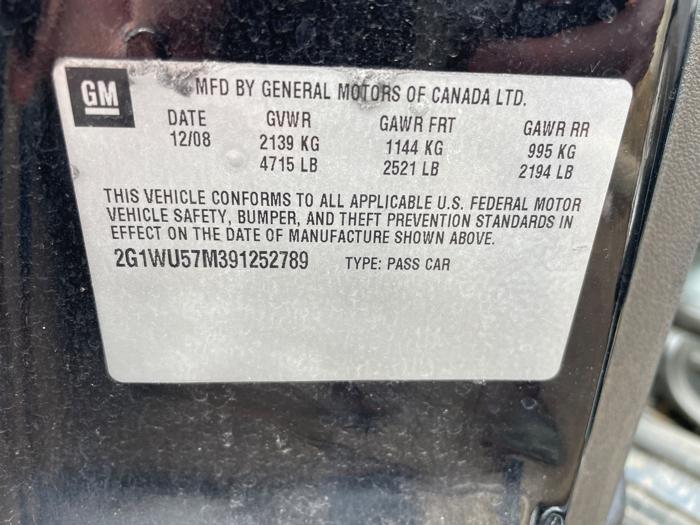 GM
MFD BY GENERAL MOTORS OF CANADA LTD.
DATE GVWR GAWR FRT GAWR RR
12/08 2139 KG 1144 KG 995 KG
4715 LB 2521 LB 2194 LB
THIS VEHICLE CONFORMS TO ALL APPLICABLE U.S. FEDERAL MOTOR
VEHICLE SAFETY, BUMPER, AND THEFT PREVENTION STANDARDS IN
EFFECT ON THE DATE OF MANUFACTURE SHOWN ABOVE.
2G1WU57M391252789 TYPE: PASS CAR